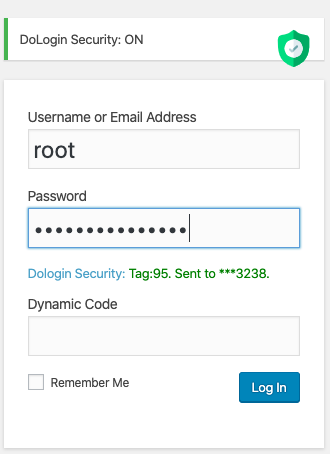 DoLogin Security: ON
Username or Email Address
root
Password
Dologin Security: Tag:95. Sent to ***3238.
Dynamic Code
Remember Me
Log In